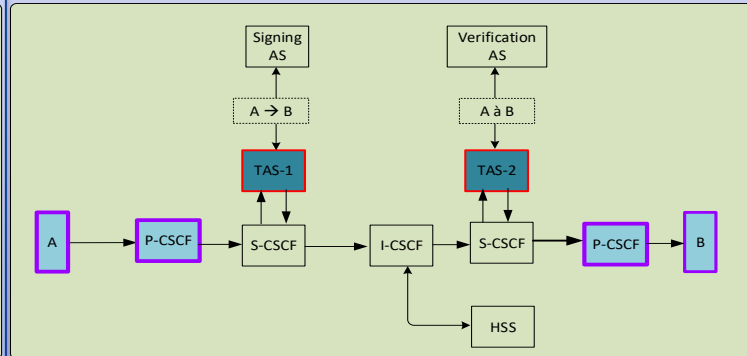 Signing
AS
Verification
AS
A → B
A à B
TAS-1
TAS-2
A
P-CSCF
S-CSCF
I-CSCF
S-CSCF
P-CSCF
B
HSS